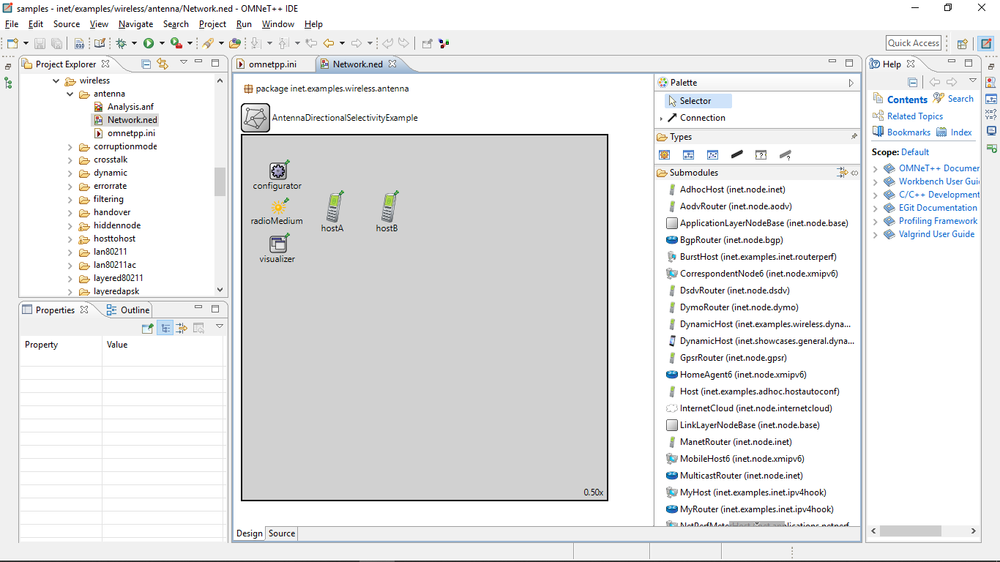 samples - inet/examples/wireless/antenna/Network.ned - OMNeT++ IDE
File Edit Source View Navigate Search Project Run Window Help
Quick Access
Project Explorer
wireless
antenna
Analysis.anf
Network.ned
omnetpp.ini
corruptionmode
crosstalk
dynamic
errorrate
filtering
handover
hiddennode
hosttohost
lan80211
lan80211ac
layered80211
layeredapsk
Properties Outline
Property Value
omnetpp.ini Network.ned
package inet.examples.wireless.antenna
AntennaDirectionalSelectivityExample
configurator
radioMedium
hostA hostB
visualizer
0.50x
Design Source
Palette
Selector
Connection
Types
Submodules
AdhocHost (inet.node.inet)
AodvRouter (inet.node.aodv)
ApplicationLayerNodeBase (inet.node.base)
BgpRouter (inet.node.bgp)
BurstHost (inet.examples.inet.routerperf)
CorrespondentNode6 (inet.node.xmipv6)
DsdvRouter (inet.node.dsdv)
DymoRouter (inet.node.dymo)
DynamicHost (inet.examples.wireless.dyna...
DynamicHost (inet.showcases.general.dyna...
GpsrRouter (inet.node.gpsr)
HomeAgent6 (inet.node.xmipv6)
Host (inet.examples.adhoc.hostautoconf)
InternetCloud (inet.node.internetcloud)
LinkLayerNodeBase (inet.node.base)
ManetRouter (inet.node.inet)
MobileHost6 (inet.node.xmipv6)
MulticastRouter (inet.node.inet)
MyHost (inet.examples.inet.ipv4hook)
MyRouter (inet.examples.inet.ipv4hook)
Help
Contents Search
Related Topics
Bookmarks Index
Scope: Default
OMNeT++ Documen
Workbench User Gui
C/C++ Development
EGit Documentation
Profiling Framework
Valgrind User Guide